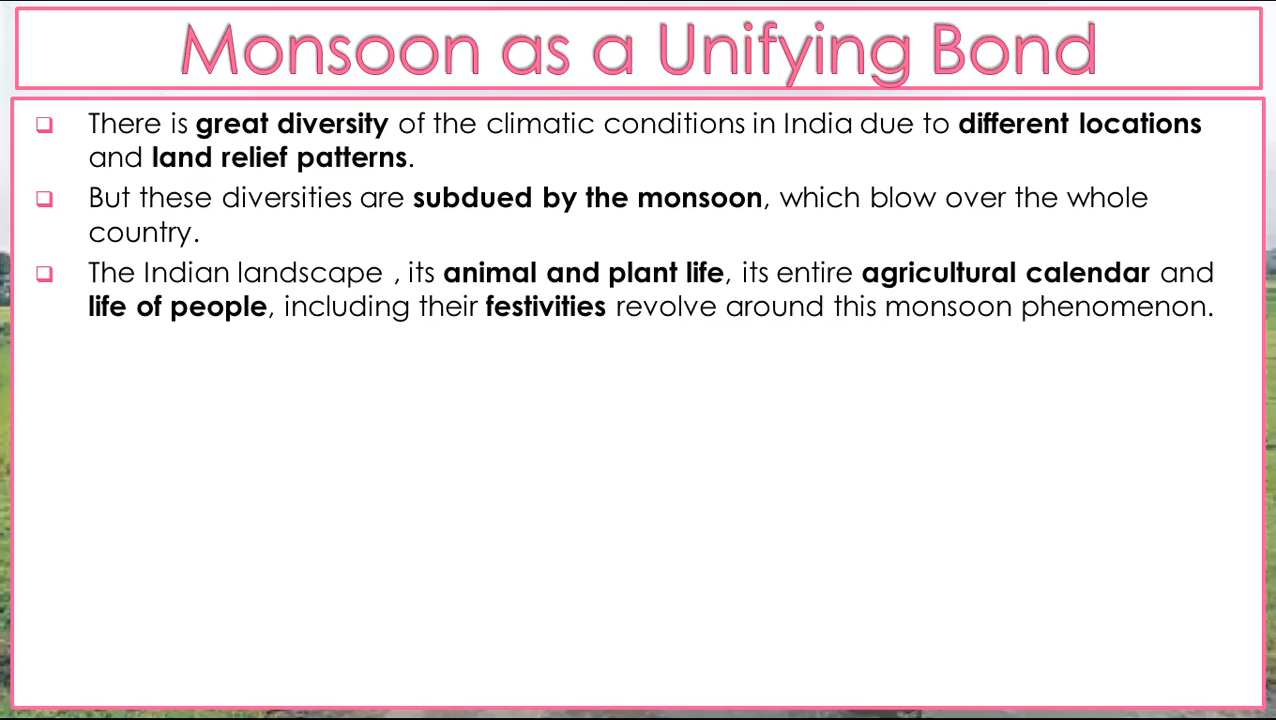 Monsoon as a Unifying Bond
There is great diversity of the climatic conditions in India due to different locations
and land relief patterns.
But these diversities are subdued by the monsoon, which blow over the whole
country.
The Indian landscape , its animal and plant life, its entire agricultural calendar and
life of people, including their festivities revolve around this monsoon phenomenon.